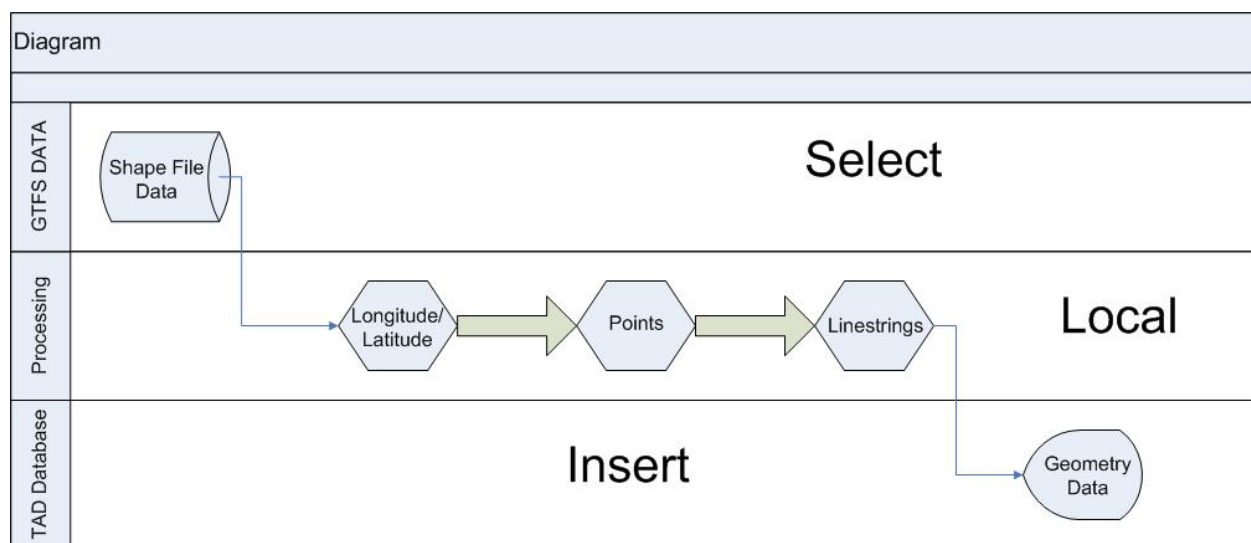 Diagram
GTFS DATA
Shape File
Data
Select
Processing
Longitude/
Latitude
Points
Linestrings
Local
TAD Database
Insert
Geometry
Data